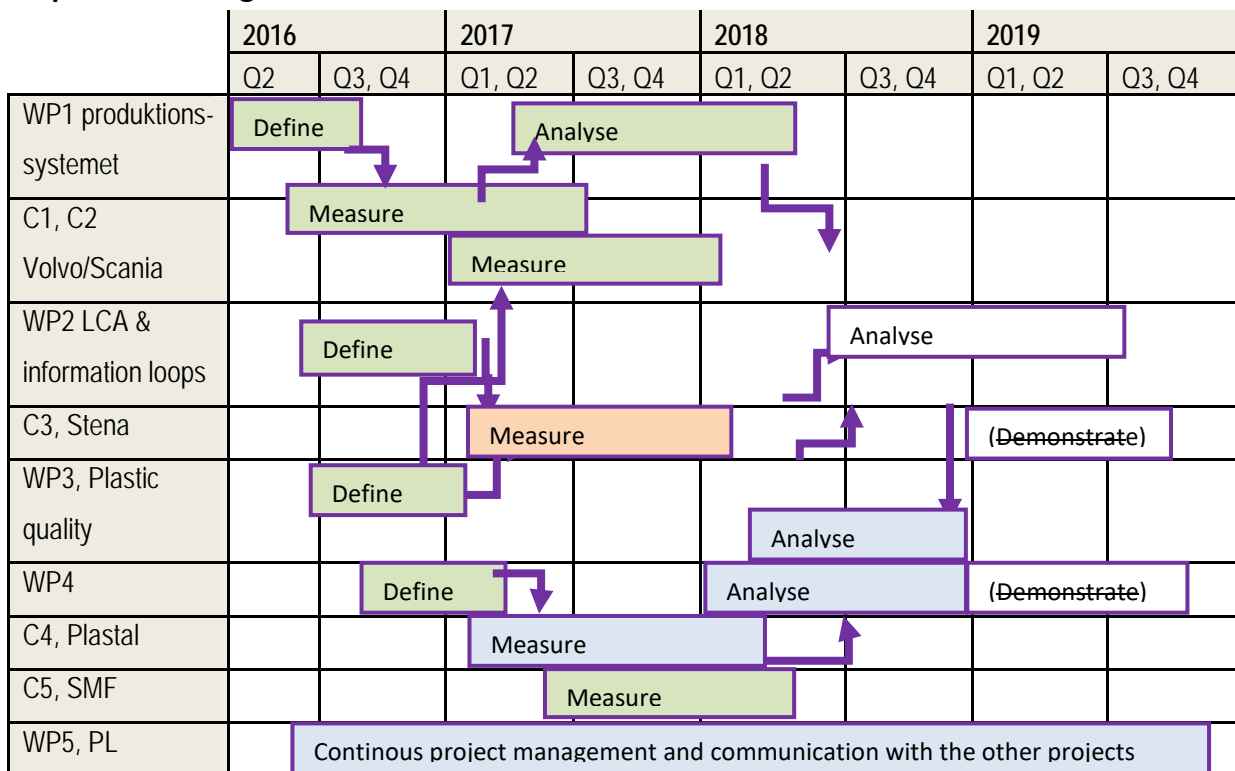 2016 2017 2018 2019
Q2 Q3, Q4 Q1, Q2 Q3, Q4 Q1, Q2 Q3, Q4 Q1, Q2 Q3, Q4
WP1 produktions-
systemet
Define
Analyse
C1, C2
Volvo/Scania
Measure
Measure
WP2 LCA &
information loops
Define
Analyse
C3, Stena
Measure
(Demonstrate)
WP3, Plastic
quality
Define
Analyse
WP4
Define
Analyse
(Demonstrate)
C4, Plastal
Measure
C5, SMF
Measure
WP5, PL
Continous project management and communication with the other projects